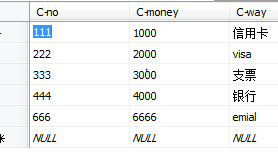 C-no C-money C-way
111 1000 信用卡
222 2000 visa
333 3000 支票
444 4000 银行
666 6666 emial
NULL NULL NULL